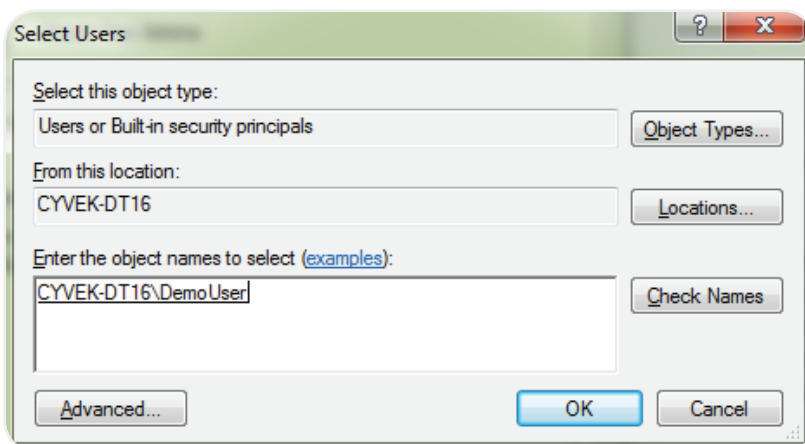 Select Users
Select this object type:
Users or Built-in security principals
Object Types...
From this location:
CYVEK-DT16
Locations...
Enter the object names to select (examples):
CYVEK-DT16\DemoUser
Check Names
Advanced...
OK
Cancel